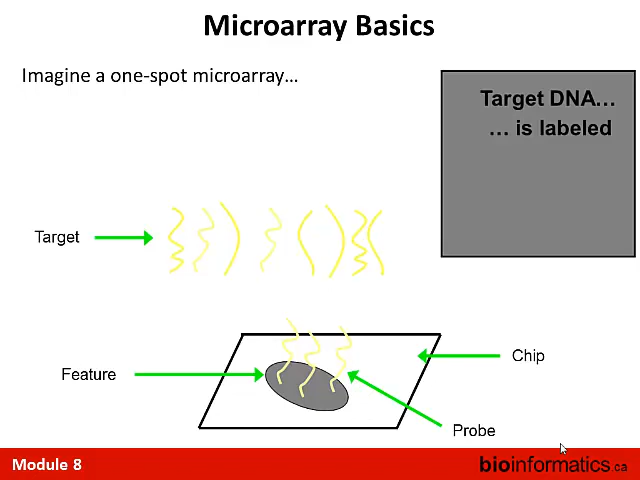 Microarray Basics
Imagine a one-spot microarray…
Target DNA…
… is labeled
Target
Chip
Feature
Probe
Module 8
bioinformatics.ca